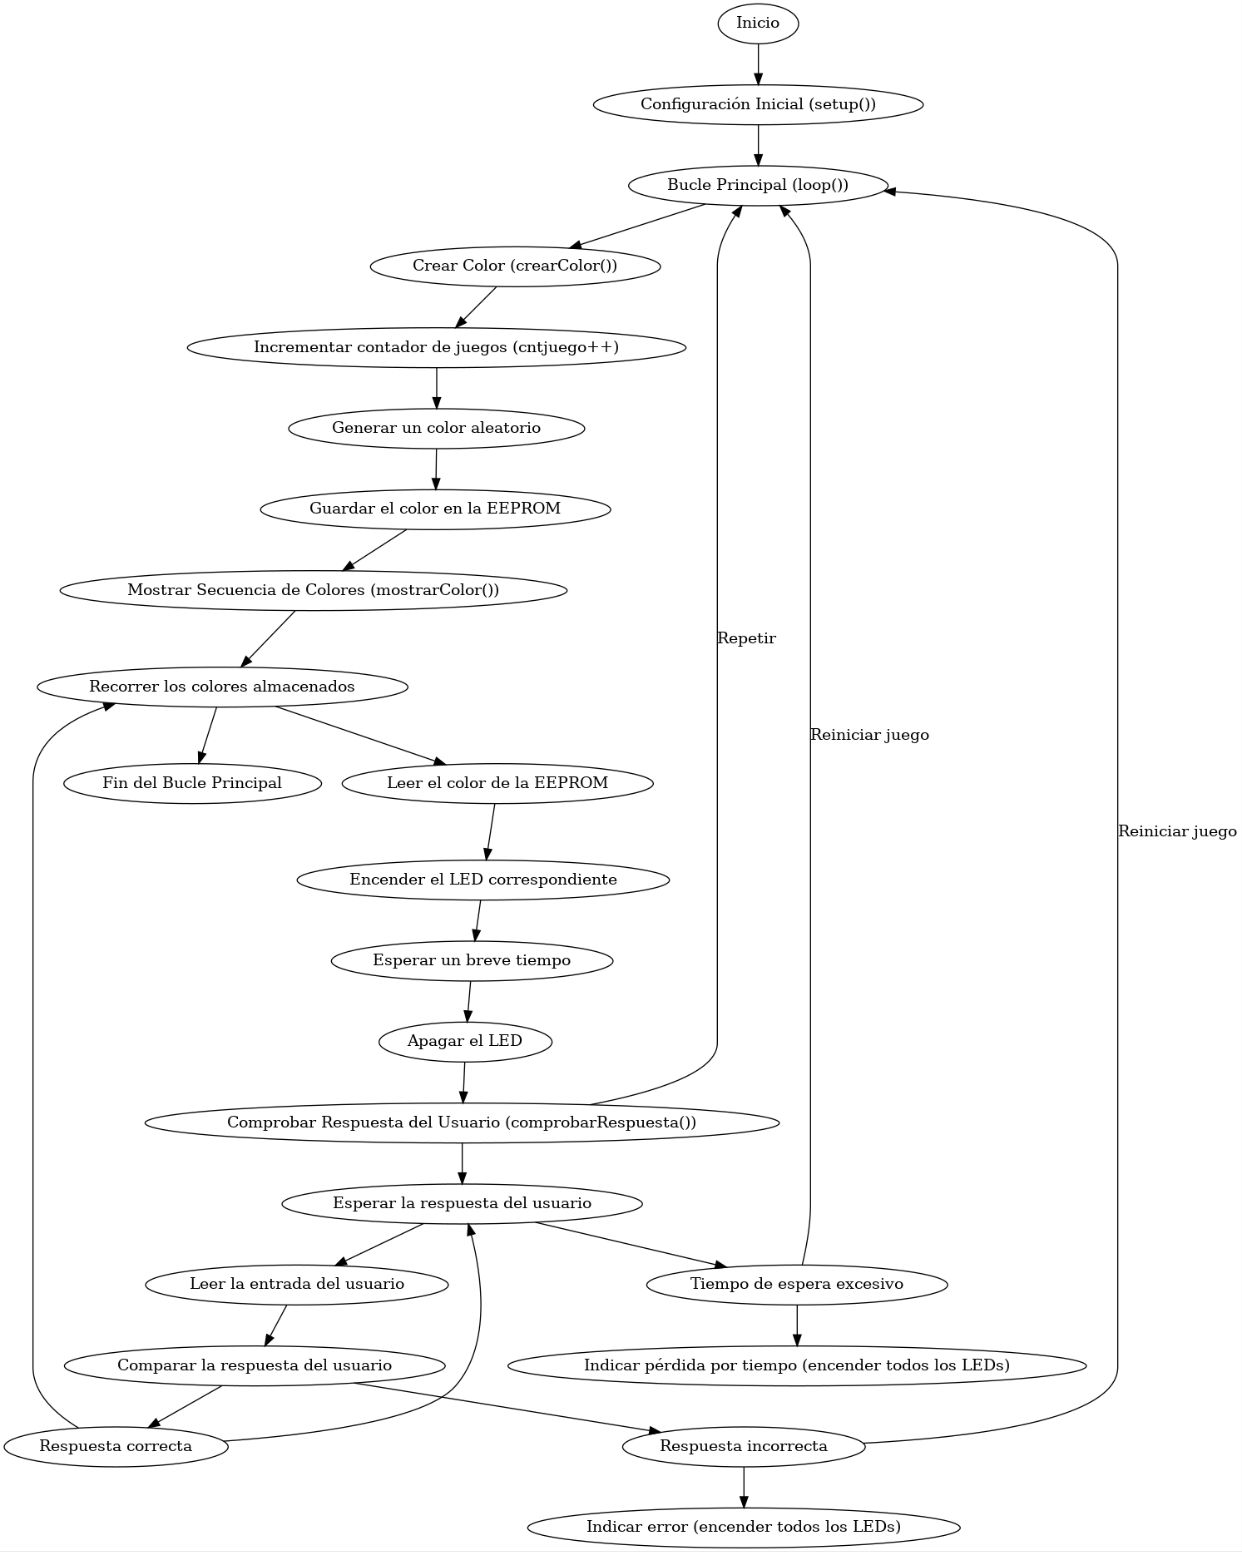 Inicio
Configuración Inicial (setup())
Bucle Principal (loop())
Crear Color (crearColor())
Incrementar contador de juegos (cntjuego++)
Generar un color aleatorio
Guardar el color en la EEPROM
Mostrar Secuencia de Colores (mostrarColor())
Repetir
Recorrer los colores almacenados
Reiniciar juego
Fin del Bucle Principal
Leer el color de la EEPROM
Reiniciar juego
Encender el LED correspondiente
Esperar un breve tiempo
Apagar el LED
Comprobar Respuesta del Usuario (comprobarRespuesta())
Esperar la respuesta del usuario
Leer la entrada del usuario
Tiempo de espera excesivo
Comparar la respuesta del usuario
Indicar pérdida por tiempo (encender todos los LEDs)
Respuesta correcta
Respuesta incorrecta
Indicar error (encender todos los LEDs)